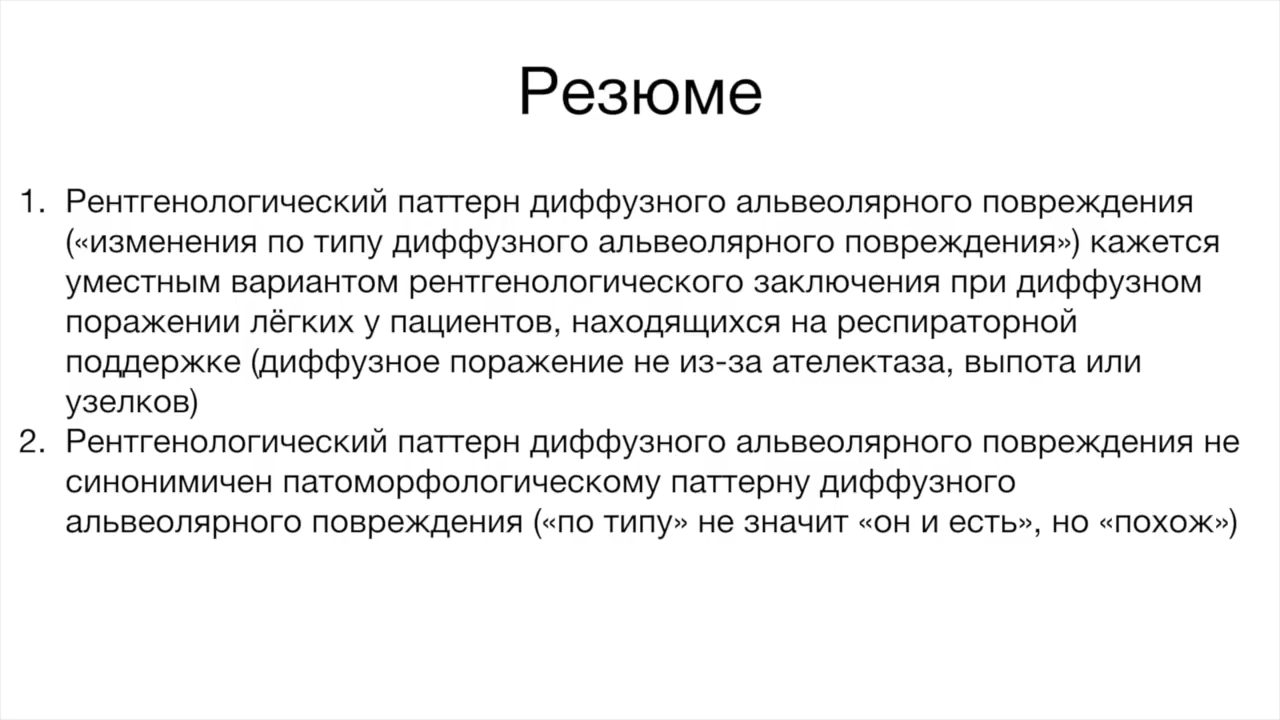 Резюме
1. Рентгенологический паттерн диффузного альвеолярного повреждения
(«изменения по типу диффузного альвеолярного повреждения») кажется
уместным вариантом рентгенологического заключения при диффузном
поражении лёгких у пациентов, находящихся на респираторной
поддержке (диффузное поражение не из-за ателектаза, выпота или
узелков)
2. Рентгенологический паттерн диффузного альвеолярного повреждения не
синонимичен патоморфологическому паттерну диффузного
альвеолярного повреждения («по типу» не значит «он и есть», но «похож»)